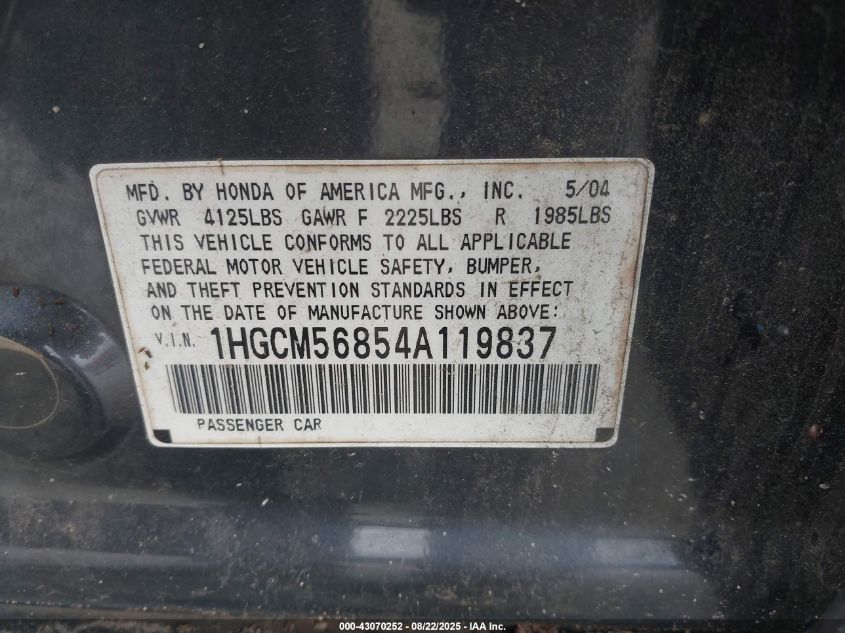 MFD. BY HONDA OF AMERICA MFG., INC. 5/04
GVWR 4125LBS GAWR F 2225LBS R 1985LBS
THIS VEHICLE CONFORMS TO ALL APPLICABLE
FEDERAL MOTOR VEHICLE SAFETY, BUMPER,
AND THEFT PREVENTION STANDARDS IN EFFECT
ON THE DATE OF MANUFACTURE SHOWN ABOVE:
V.I.N. 1HGCM56854A119837
PASSENGER CAR
000-43070252 - 08/22/2025 - © IAA, Inc.